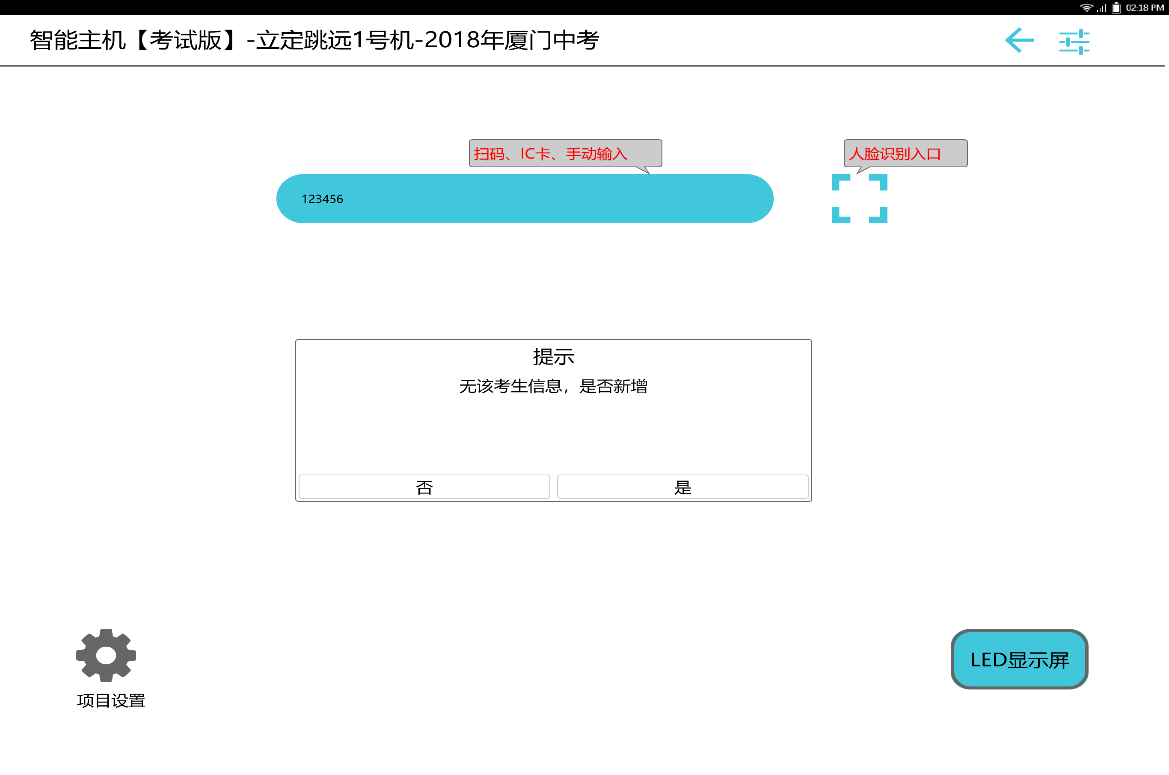 02:18 PM
智能主机【考试版】-立定跳远1号机-2018年厦门中考
扫码、IC卡、手动输入
人脸识别入口
123456
提示
无该考生信息，是否新增
否
是
LED显示屏
项目设置